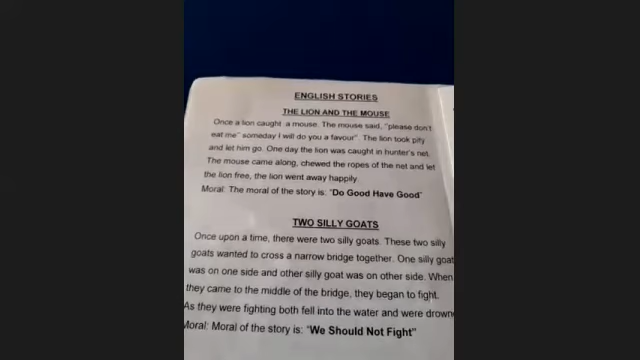 ENGLISH STORIES
THE LION AND THE MOUSE
Once a lion caught a mouse. The mouse said, "please don't
eat me" someday I will do you a favour". The lion took pity
and let him go. One day the lion was caught in hunter's net.
The mouse came along, chewed the ropes of the net and let
the lion free, the lion went away happily.
Moral: The moral of the story is: "Do Good Have Good"
TWO SILLY GOATS
Once upon a time, there were two silly goats. These two silly
goats wanted to cross a narrow bridge together. One silly goat
was on one side and other silly goat was on other side. When
they came to the middle of the bridge, they began to fight.
As they were fighting both fell into the water and were drown
Moral: Moral of the story is: "We Should Not Fight"